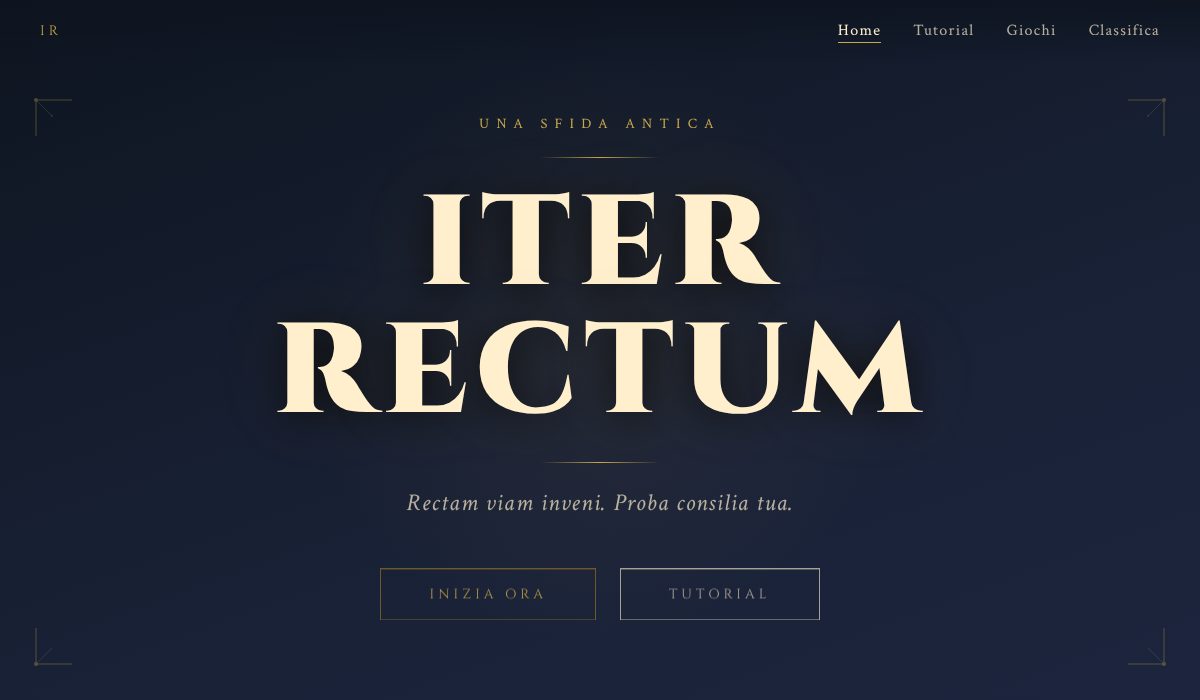 IR
Home Tutorial Giochi Classifica
UNA SFIDA ANTICA
ITER
RECTUM
Rectam viam inveni. Proba consilia tua.
INIZIA ORA TUTORIAL